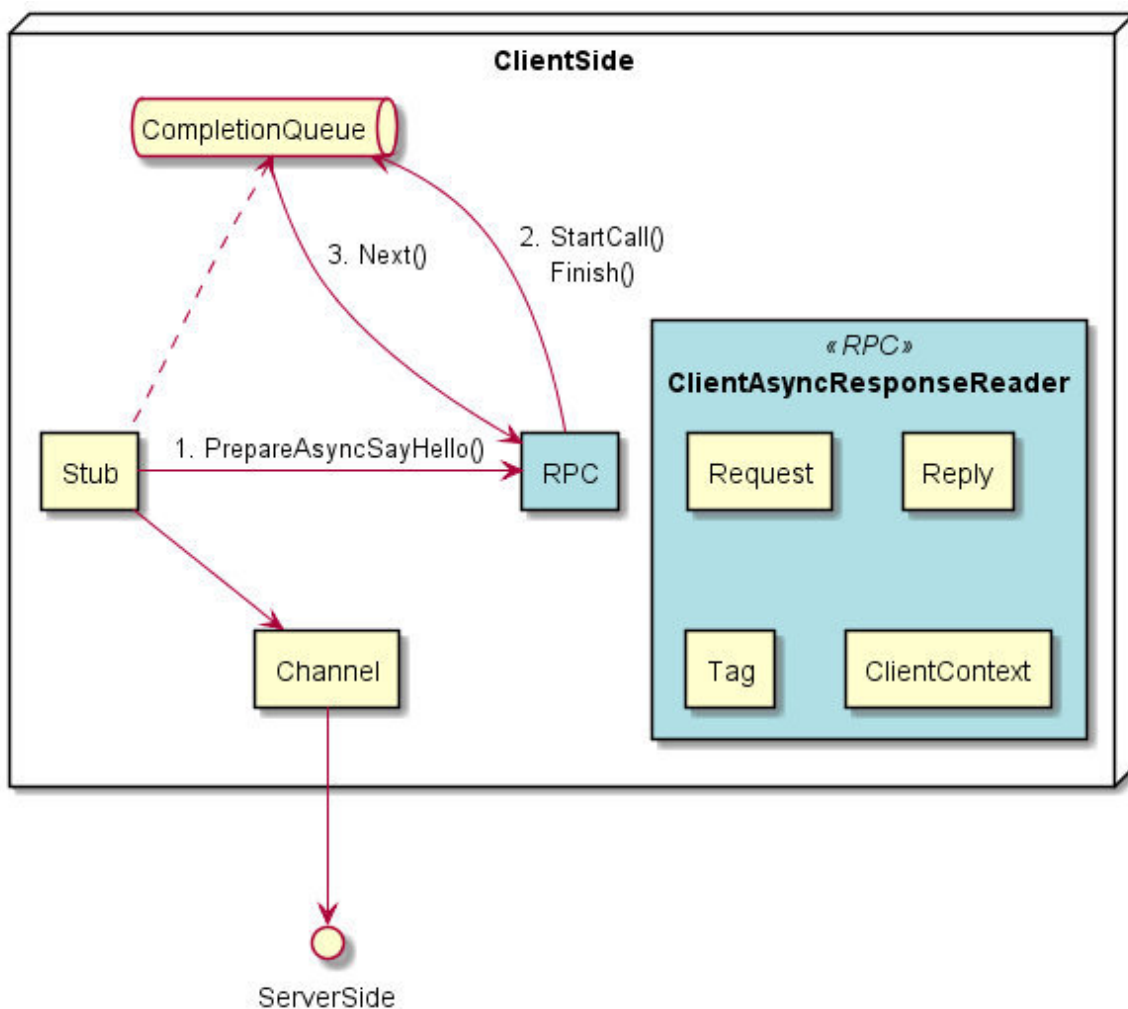 ClientSide
CompletionQueue
3. Next()
2. StartCall()
Finish()
«RPC»
ClientAsyncResponseReader
Stub
1. PrepareAsyncSayHello()
RPC
Request
Reply
Channel
Tag
ClientContext
ServerSide